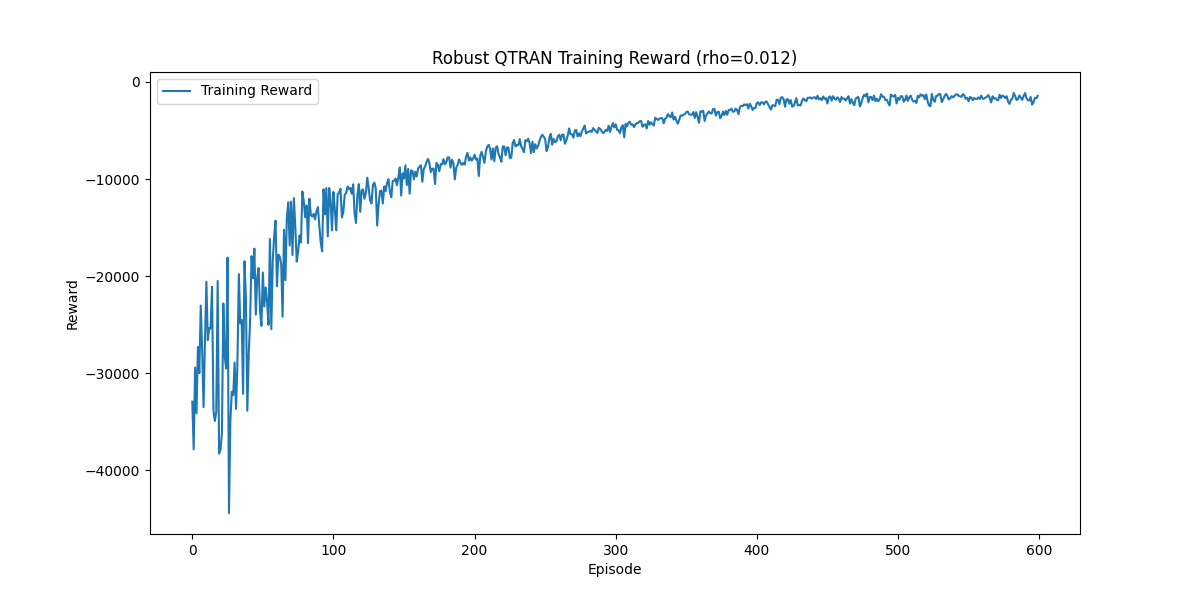 Robust QTRAN Training Reward (rho=0.012)
Training Reward
0
−10000
−20000
−30000
−40000
Reward
0 100 200 300 400 500 600
Episode